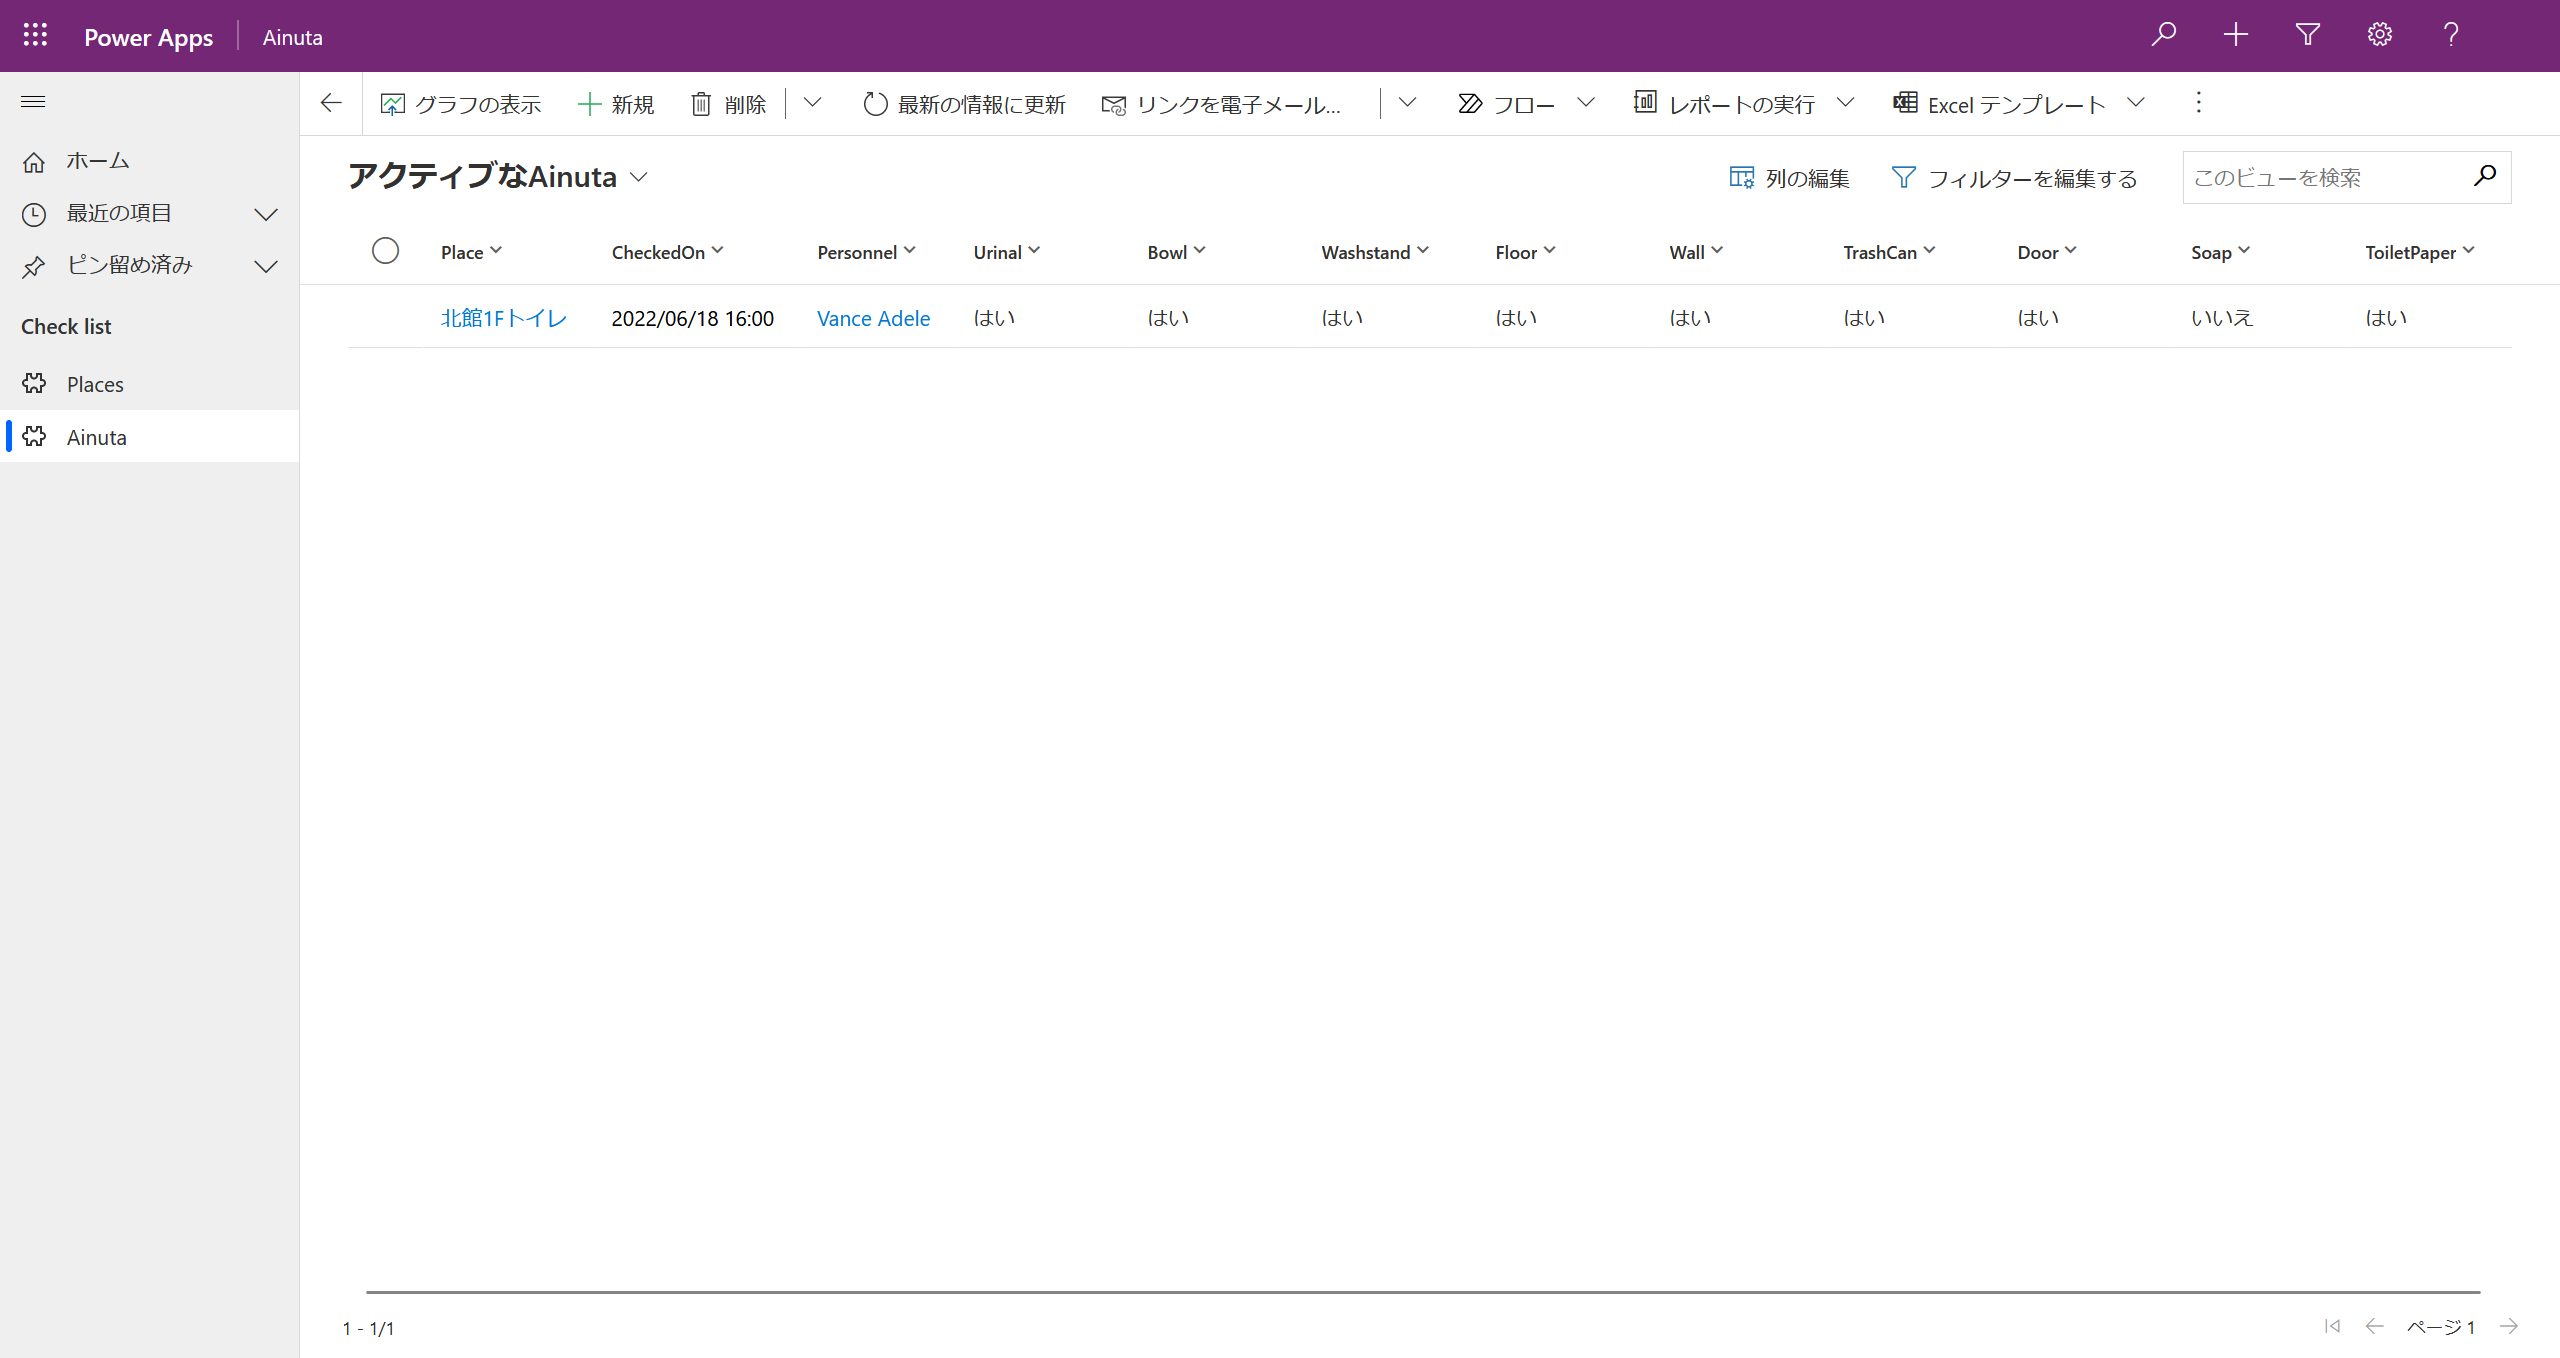 Power Apps Ainuta
グラフの表示 新規 削除 最新の情報に更新 リンクを電子メール... フロー レポートの実行 Excel テンプレート
ホーム
最近の項目
ピン留め済み
Check list
Places
Ainuta
アクティブなAinuta 列の編集 フィルターを編集する このビューを検索
Place CheckedOn Personnel Urinal Bowl Washstand Floor Wall TrashCan Door Soap ToiletPaper
北館1Fトイレ 2022/06/18 16:00 Vance Adele はい はい はい はい はい はい はい いいえ はい
1 - 1/1 ページ 1